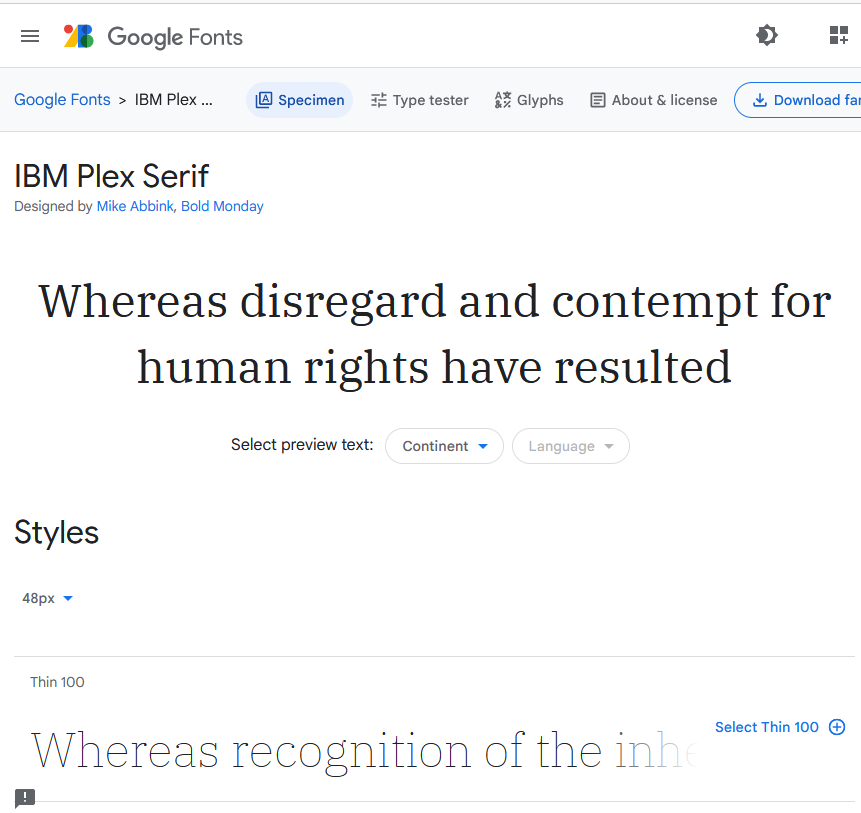 Google Fonts
Google Fonts > IBM Plex ... Specimen Type tester Glyphs About & license Download fa
IBM Plex Serif
Designed by Mike Abbink, Bold Monday
Whereas disregard and contempt for
human rights have resulted
Select preview text: Continent Language
Styles
48px
Thin 100
Select Thin 100
Whereas recognition of the inhe